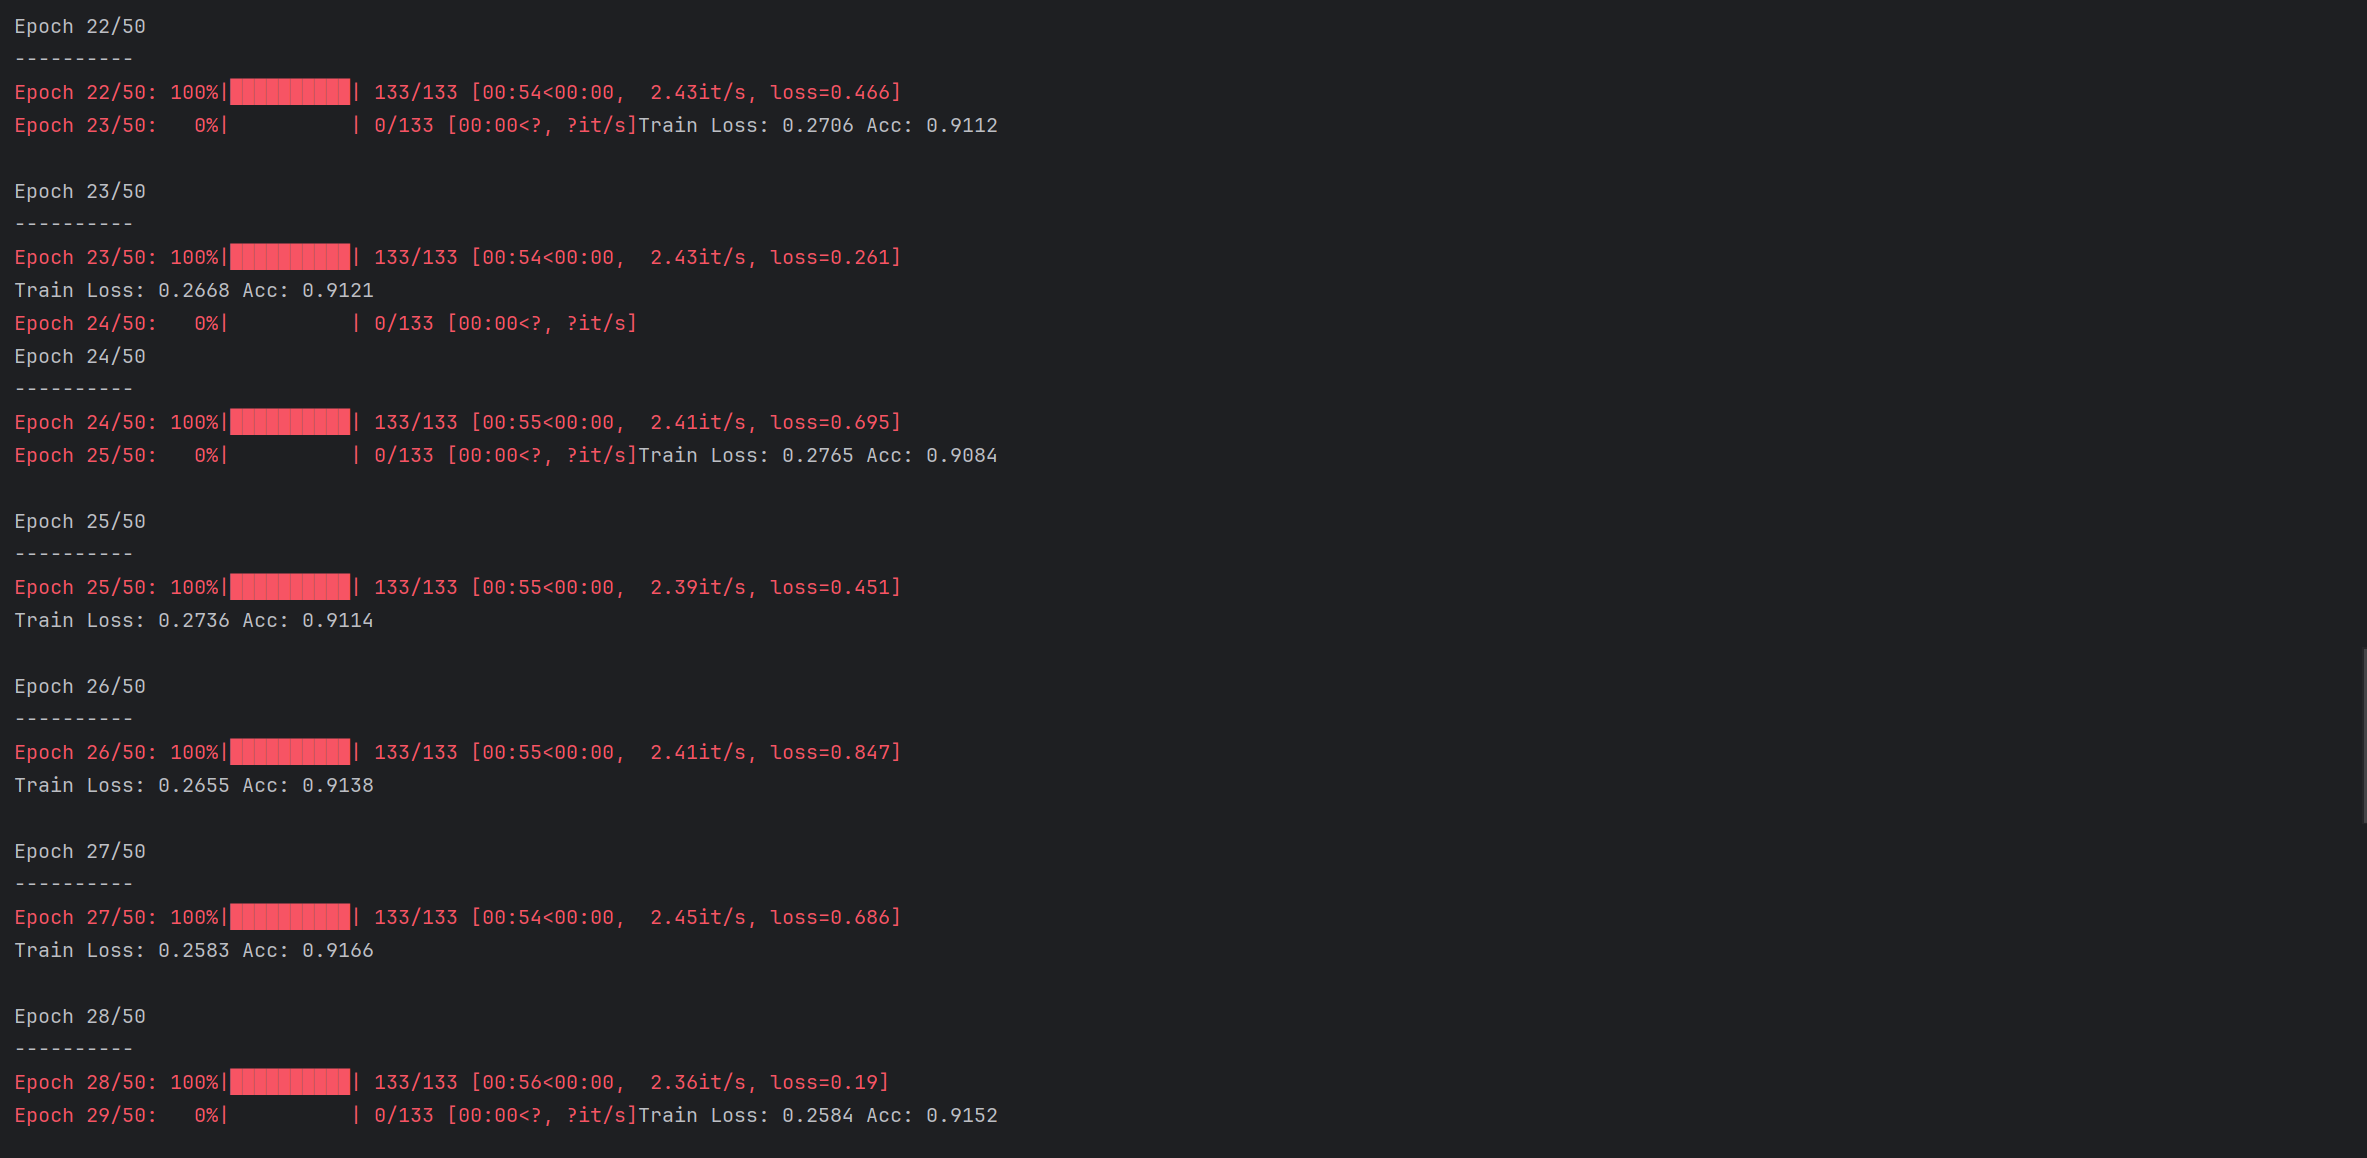 Epoch 22/50
----------
Epoch 22/50: 100%|██████████| 133/133 [00:54<00:00,  2.43it/s, loss=0.466]
Epoch 23/50:   0%|          | 0/133 [00:00<?, ?it/s]Train Loss: 0.2706 Acc: 0.9112

Epoch 23/50
----------
Epoch 23/50: 100%|██████████| 133/133 [00:54<00:00,  2.43it/s, loss=0.261]
Train Loss: 0.2668 Acc: 0.9121
Epoch 24/50:   0%|          | 0/133 [00:00<?, ?it/s]
Epoch 24/50
----------
Epoch 24/50: 100%|██████████| 133/133 [00:55<00:00,  2.41it/s, loss=0.695]
Epoch 25/50:   0%|          | 0/133 [00:00<?, ?it/s]Train Loss: 0.2765 Acc: 0.9084

Epoch 25/50
----------
Epoch 25/50: 100%|██████████| 133/133 [00:55<00:00,  2.39it/s, loss=0.451]
Train Loss: 0.2736 Acc: 0.9114

Epoch 26/50
----------
Epoch 26/50: 100%|██████████| 133/133 [00:55<00:00,  2.41it/s, loss=0.847]
Train Loss: 0.2655 Acc: 0.9138

Epoch 27/50
----------
Epoch 27/50: 100%|██████████| 133/133 [00:54<00:00,  2.45it/s, loss=0.686]
Train Loss: 0.2583 Acc: 0.9166

Epoch 28/50
----------
Epoch 28/50: 100%|██████████| 133/133 [00:56<00:00,  2.36it/s, loss=0.19]
Epoch 29/50:   0%|          | 0/133 [00:00<?, ?it/s]Train Loss: 0.2584 Acc: 0.9152